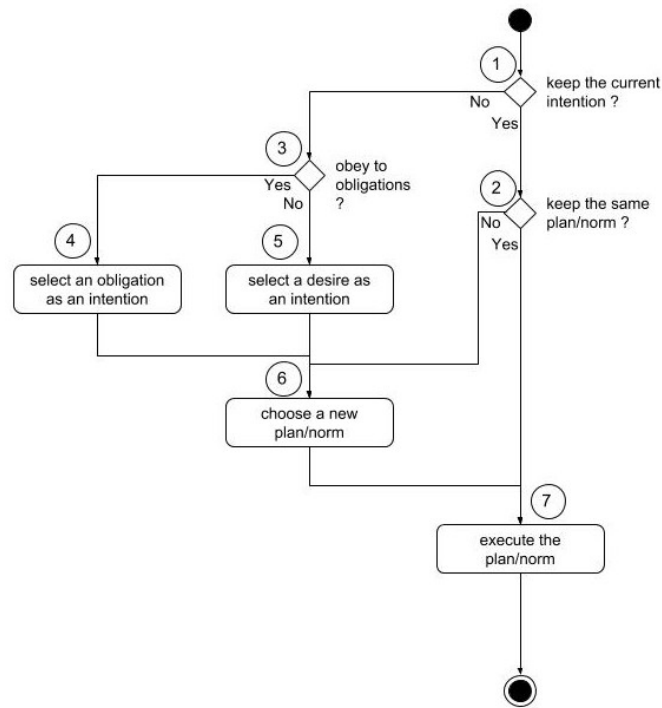 1
keep the current
intention ?
No
Yes
3
obey to
obligations
?
Yes
No
2
keep the same
plan/norm ?
No
Yes
4
select an obligation
as an intention
5
select a desire as
an intention
6
choose a new
plan/norm
7
execute the
plan/norm